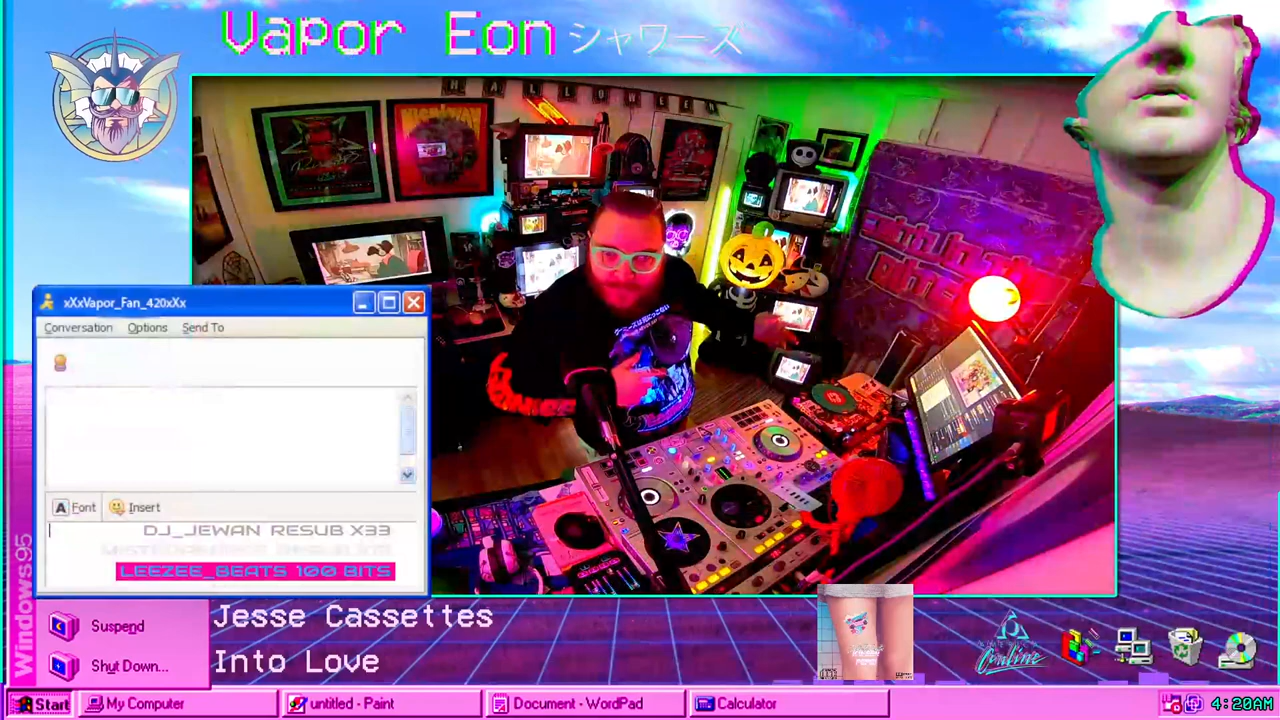 Vapor Eon シャワーズ
HALLOWEEN
xXxVapor_Fan_420xXx
Conversation Options Send To
A Font Insert
DJ_JEWAN RESUB X33
LEEZEE_BEATS 100 BITS
Windows95
Suspend
Shut Down...
Jesse Cassettes
Into Love
Online
Start My Computer untitled - Paint Document - WordPad Calculator 4:20AM